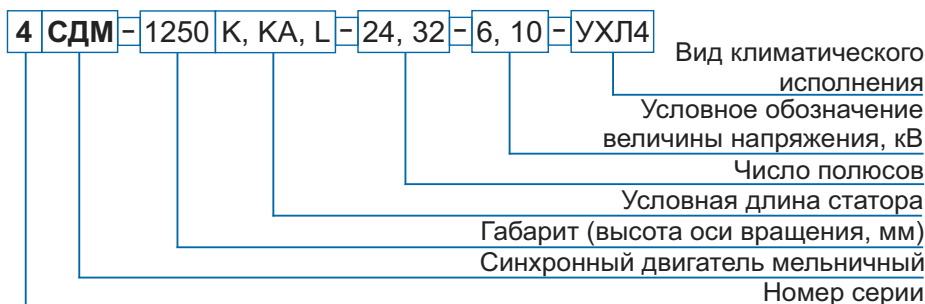 4 СДМ - 1250 K, KA, L - 24, 32 - 6, 10 - УХЛ4
Вид климатического
исполнения
Условное обозначение
величины напряжения, кВ
Число полюсов
Условная длина статора
Габарит (высота оси вращения, мм)
Синхронный двигатель мельничный
Номер серии